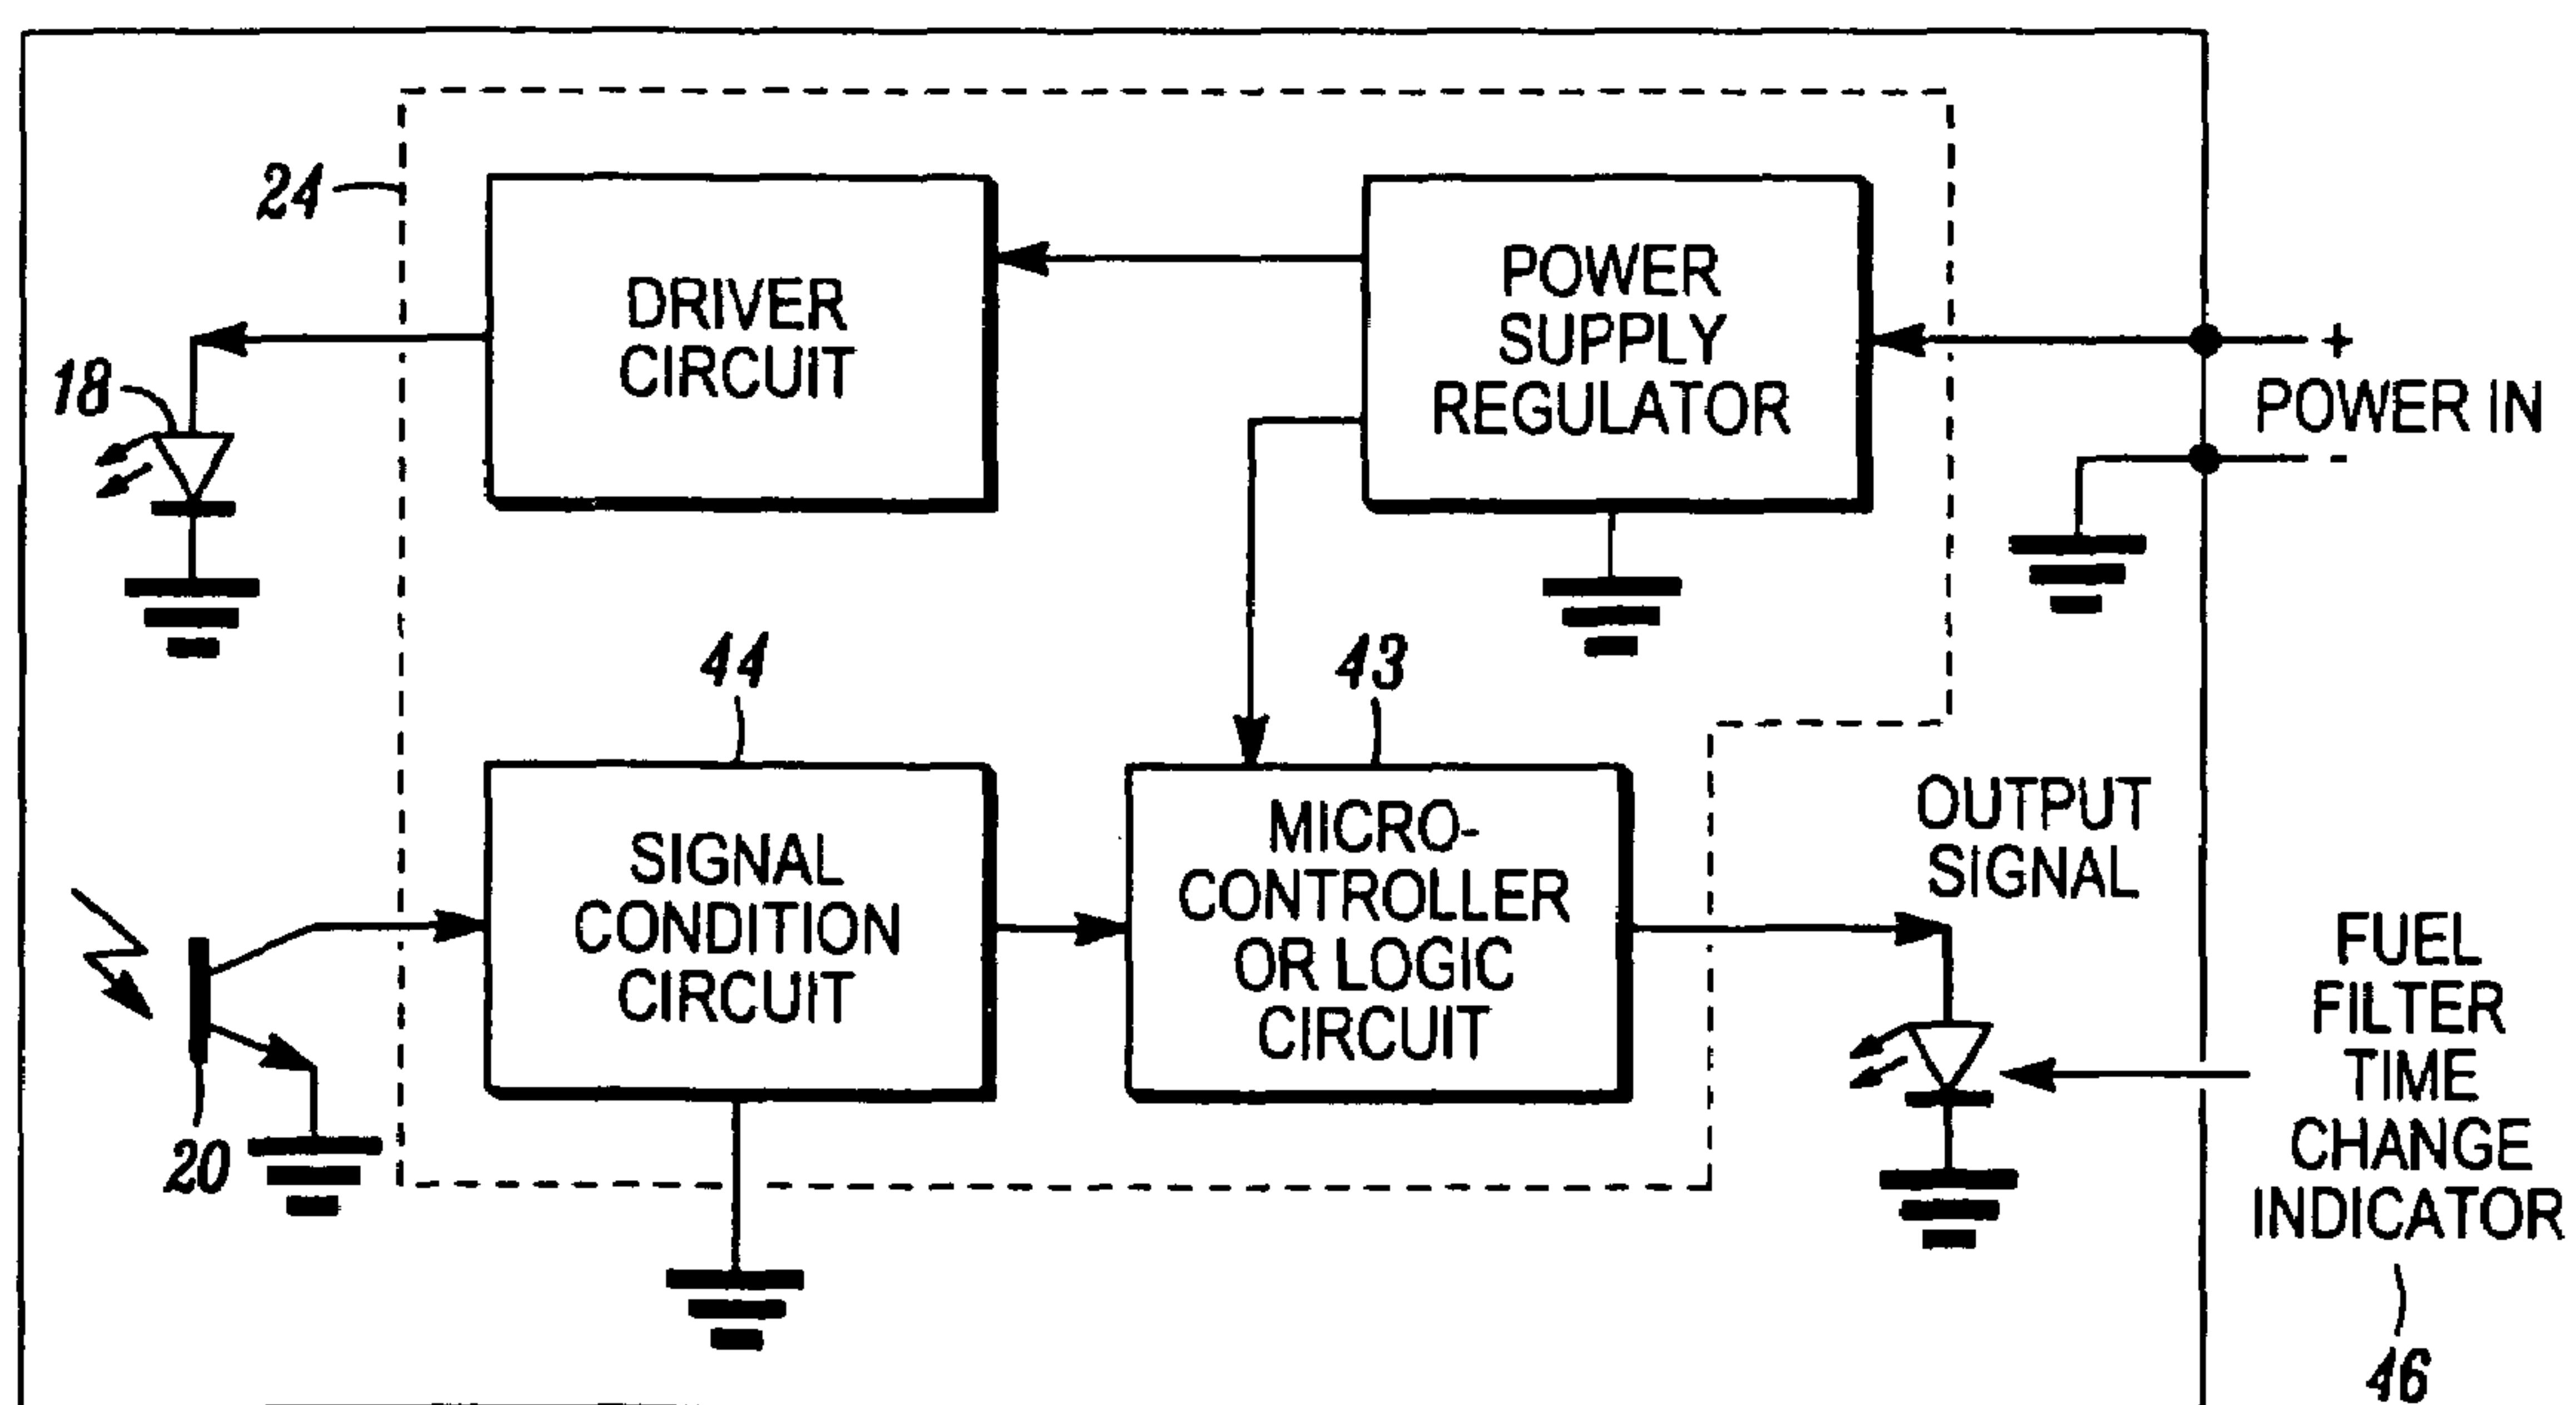 24
DRIVER
CIRCUIT
POWER
SUPPLY
REGULATOR
+
POWER IN
-
18
44
43
SIGNAL
CONDITION
CIRCUIT
MICRO-
CONTROLLER
OR LOGIC
CIRCUIT
OUTPUT
SIGNAL
FUEL
FILTER
TIME
CHANGE
INDICATOR
20
46